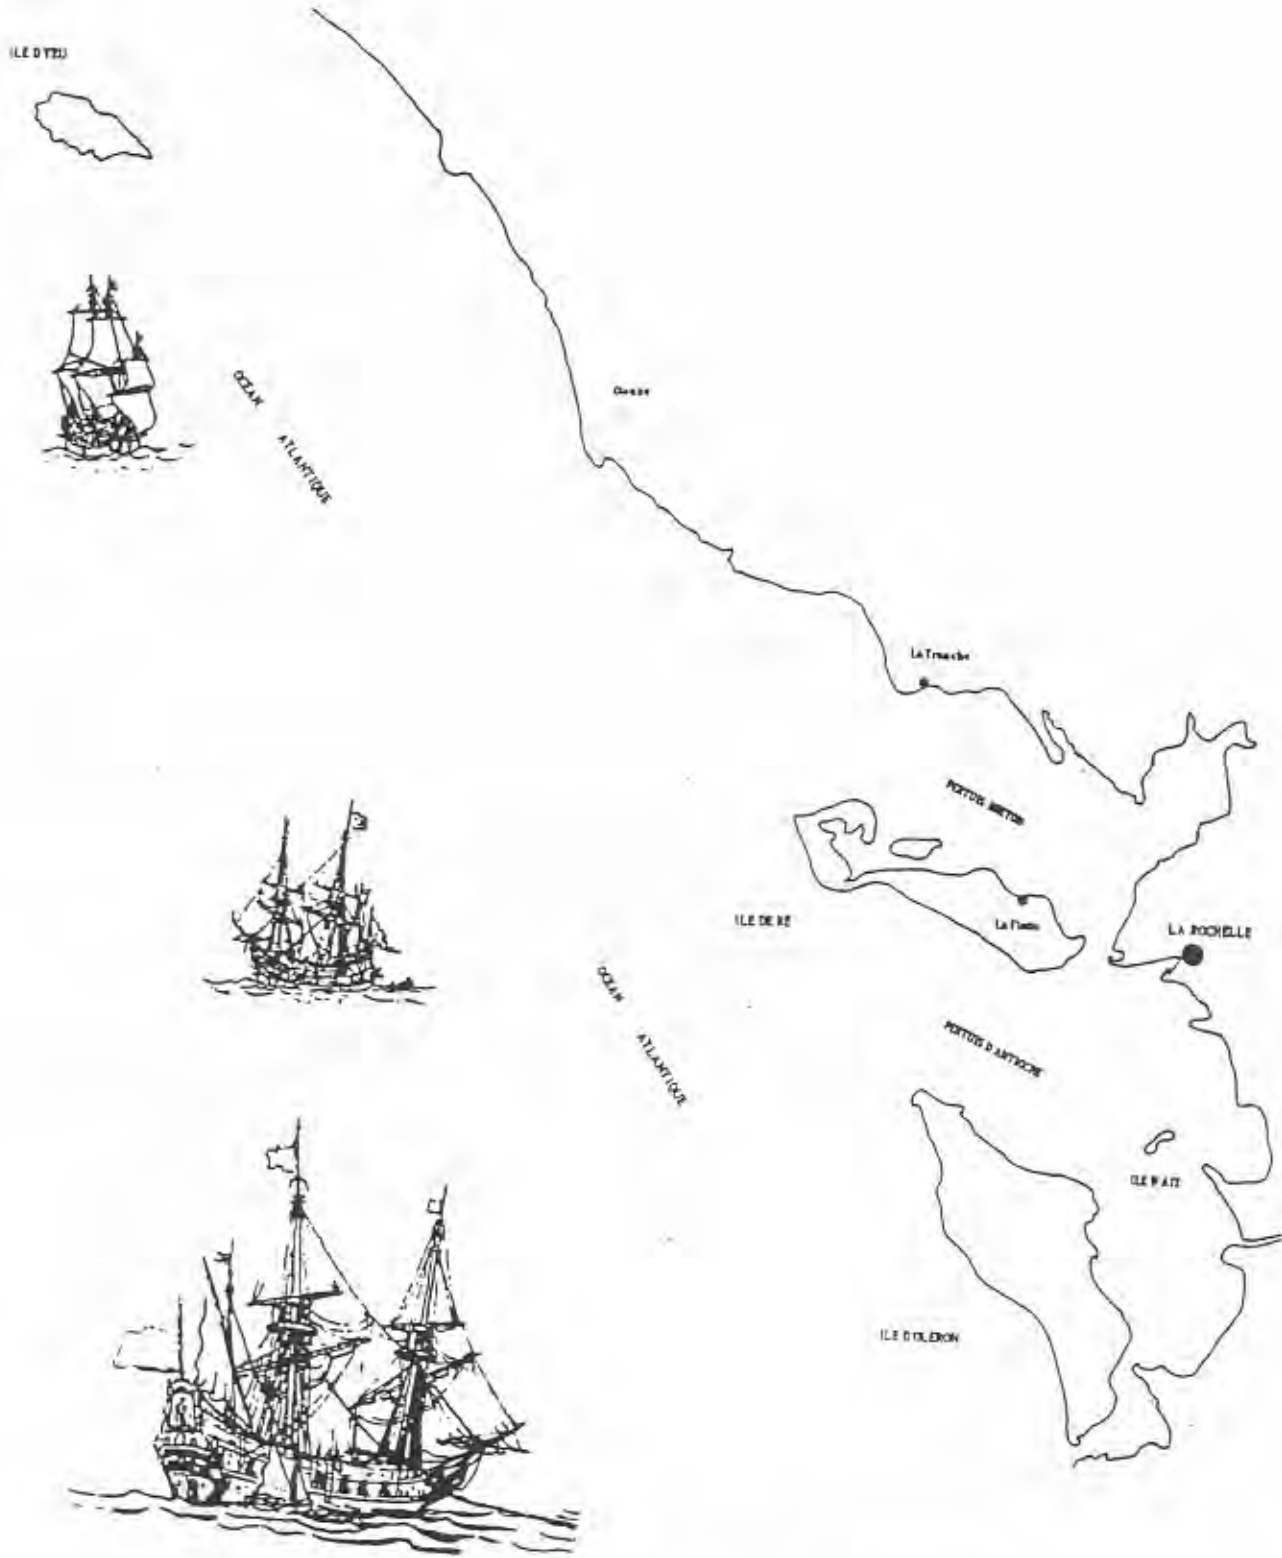 ILE D'YEU
OCEAN ATLANTIQUE
Olonne
La Tranche
PERTUIS BRETON
ILE DE RE
La Flotte
LA ROCHELLE
OCEAN ATLANTIQUE
PERTUIS D'ANTIOCHE
ILE D'AIX
ILE D'OLERON